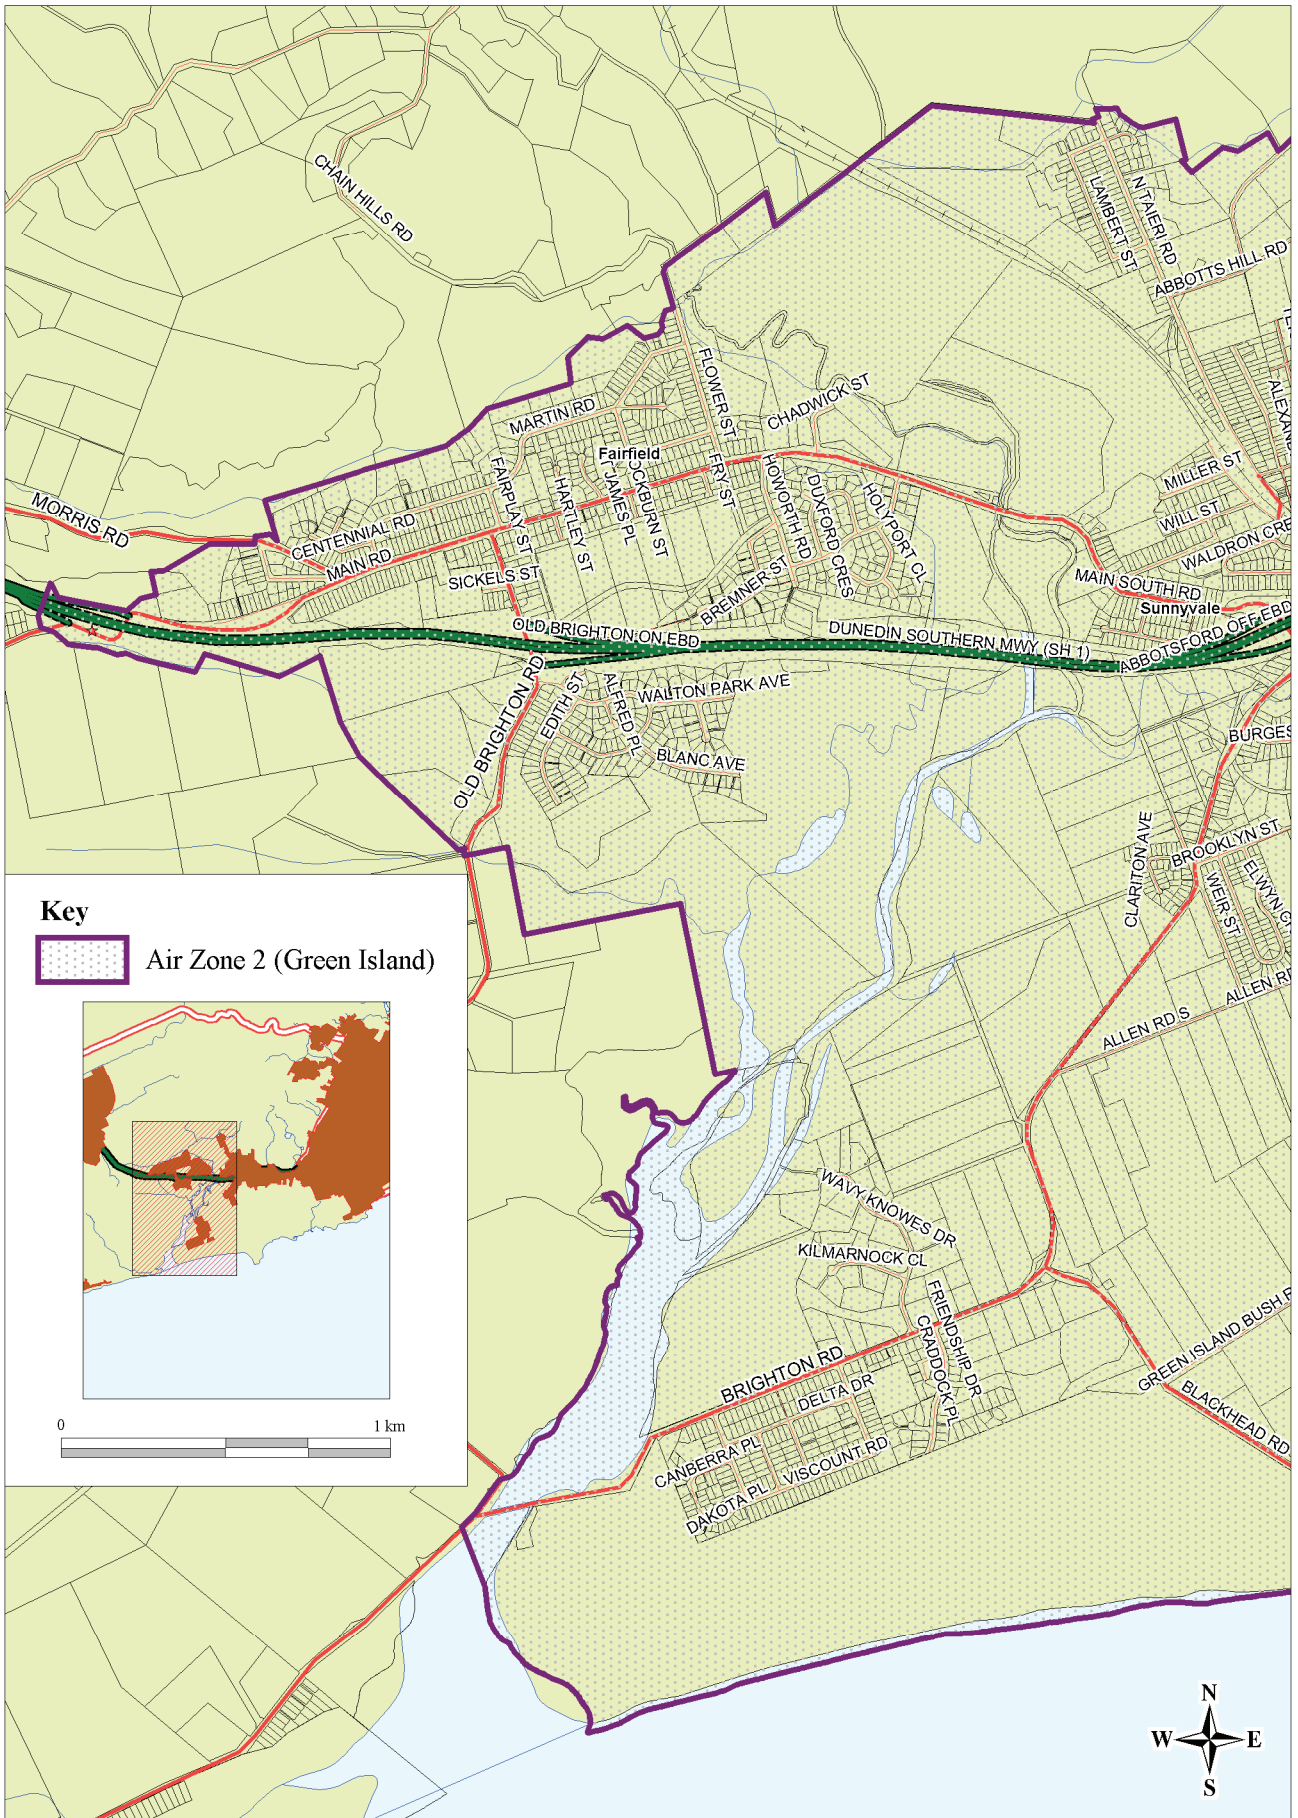 CHAIN HILLS RD
LAMBERT ST
N TAIERI RD
ABBOTTS HILL RD
FLOWER ST
CHADWICK ST
MARTIN RD
Fairfield
FRY ST
HOWORTH RD
DUXFORD CRES
HOLYPORT CL
MILLER ST
WILL ST
WALDRON CRE
MORRIS RD
CENTENNIAL RD
MAIN RD
FAIRPLAY ST
HARTLEY ST
JAMES PL
OCKBURN ST
SICKELS ST
BREMNER ST
MAIN SOUTH RD
Sunnyvale
OLD BRIGHTON ON EBD
DUNEDIN SOUTHERN MWY (SH 1)
ABBOTSFORD OFF EBD
OLD BRIGHTON RD
EDITH ST
ALFRED PL
WALTON PARK AVE
BLANC AVE
BURGES
CLARITON AVE
BROOKLYN ST
WEIR ST
ELWYN C
ALLEN RD S
WAVY KNOWES DR
KILMARNOCK CL
FRIENDSHIP DR
CRADDOCK PL
BRIGHTON RD
DELTA DR
CANBERRA PL
VISCOUNT RD
DAKOTA PL
GREEN ISLAND BUSH
BLACKHEAD RD
Key
Air Zone 2 (Green Island)
0 1 km
N
W E
S